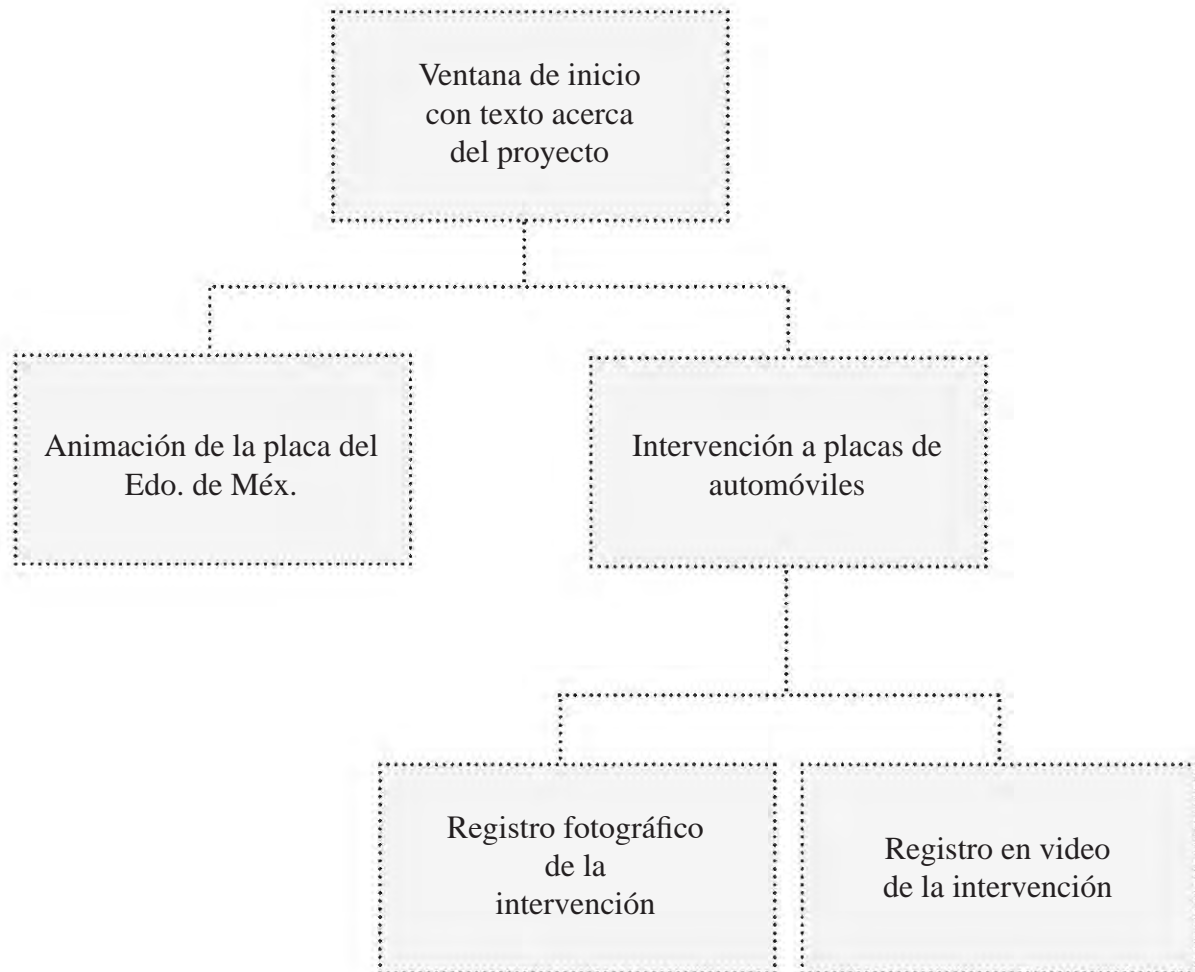 Ventana de inicio
con texto acerca
del proyecto
Animación de la placa del
Edo. de Méx.
Intervención a placas de
automóviles
Registro fotográfico
de la
intervención
Registro en video
de la intervención